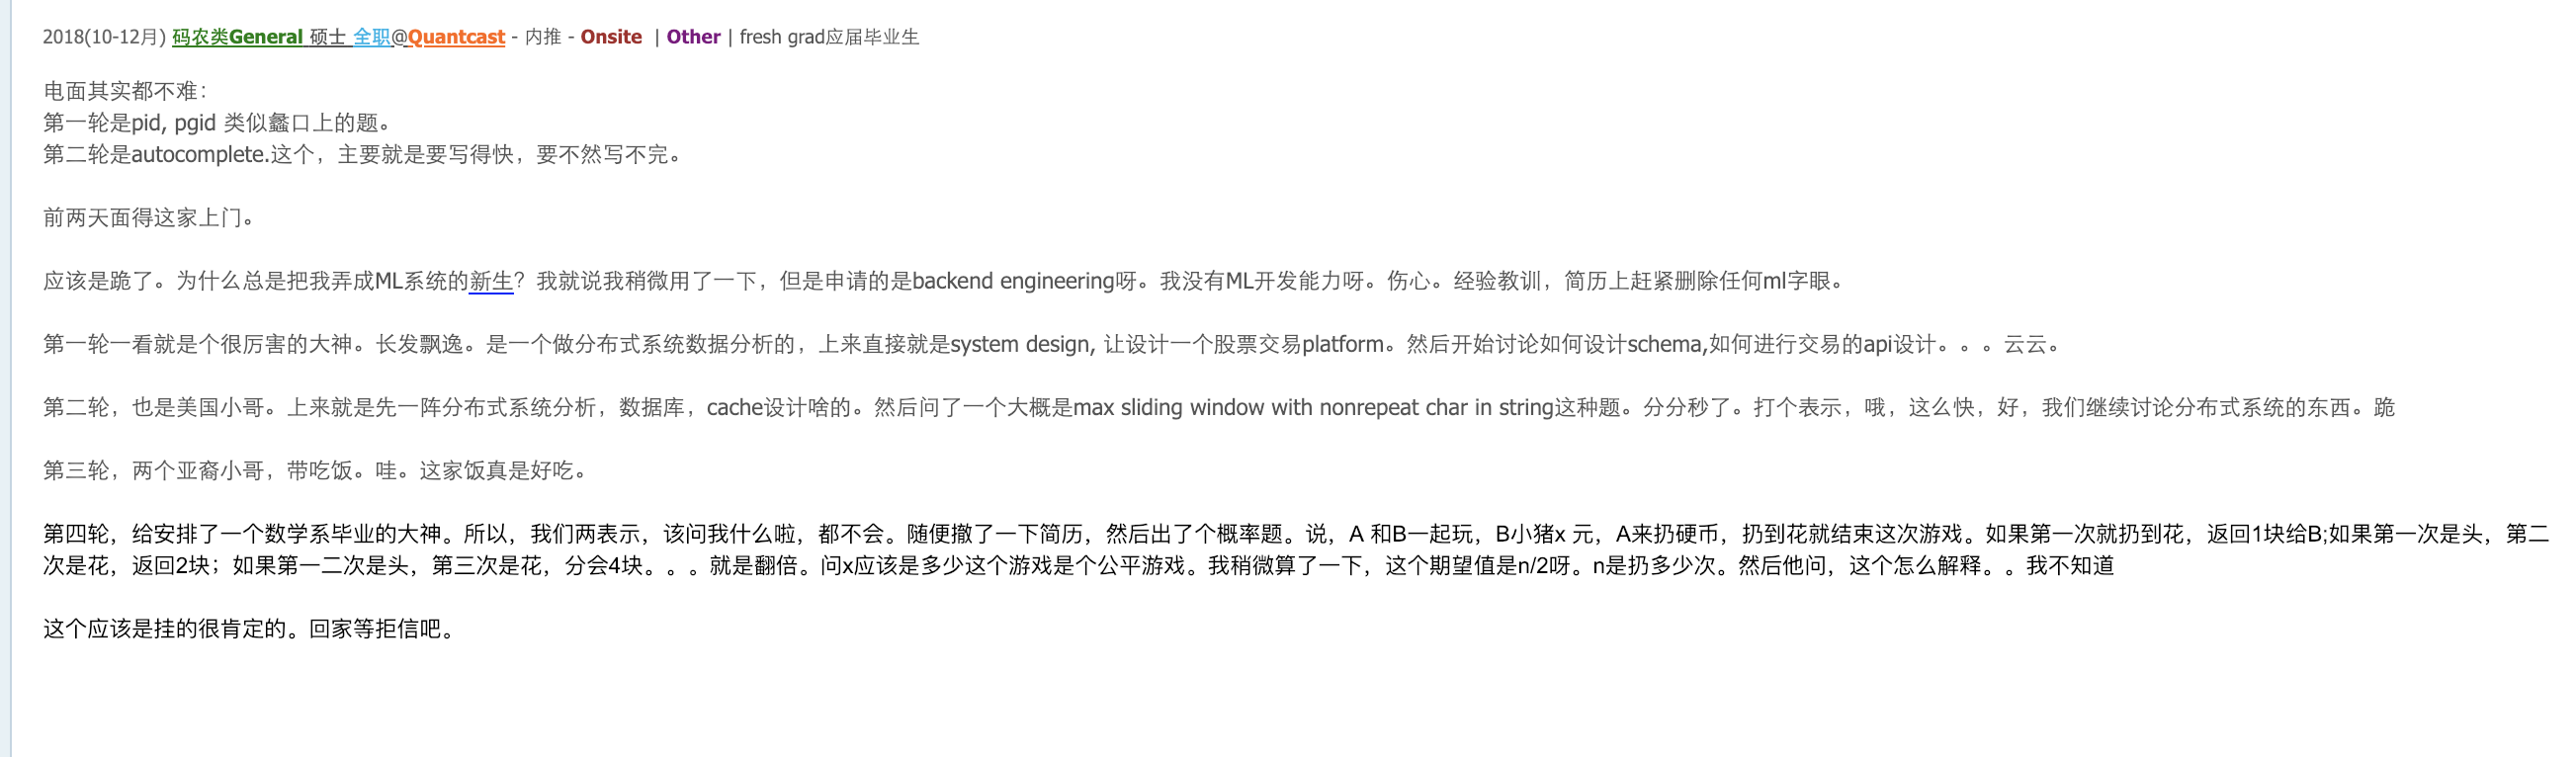 2018(10-12月) 码农类General 硕士 全职@Quantcast - 内推 - Onsite | Other | fresh grad应届毕业生
电面其实都不难：
第一轮是pid, pgid 类似蠡口上的题。
第二轮是autocomplete.这个，主要就是要写得快，要不然写不完。
前两天面得这家上门。
应该是跪了。为什么总是把我弄成ML系统的新生？我就说我稍微用了一下，但是申请的是backend engineering呀。我没有ML开发能力呀。伤心。经验教训，简历上赶紧删除任何ml字眼。
第一轮一看就是个很厉害的大神。长发飘逸。是一个做分布式系统数据分析的，上来直接就是system design, 让设计一个股票交易platform。然后开始讨论如何设计schema,如何进行交易的api设计。。。云云。
第二轮，也是美国小哥。上来就是先一阵分布式系统分析，数据库，cache设计啥的。然后问了一个大概是max sliding window with nonrepeat char in string这种题。分分秒了。打个表示，哦，这么快，好，我们继续讨论分布式系统的东西。跪
第三轮，两个亚裔小哥，带吃饭。哇。这家饭真是好吃。
第四轮，给安排了一个数学系毕业的大神。所以，我们两表示，该问我什么啦，都不会。随便撤了一下简历，然后出了个概率题。说，A 和B一起玩，B小猪x 元，A来扔硬币，扔到花就结束这次游戏。如果第一次就扔到花，返回1块给B;如果第一次是头，第二
次是花，返回2块；如果第一二次是头，第三次是花，分会4块。。。就是翻倍。问x应该是多少这个游戏是个公平游戏。我稍微算了一下，这个期望值是n/2呀。n是扔多少次。然后他问，这个怎么解释。。我不知道
这个应该是挂的很肯定的。回家等拒信吧。